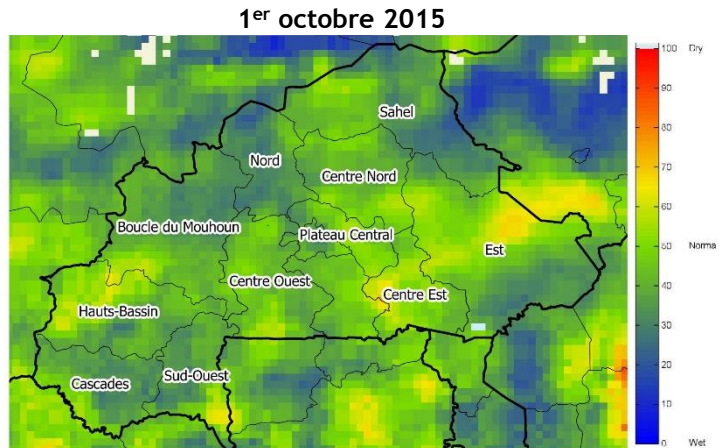 1er octobre 2015
100 Dry
90
80
70
60
50 Norma
40
30
20
10
0 Wet
Sahel
Nord
Centre Nord
Boucle du Mouhoun
Plateau Central
Est
Centre Ouest
Centre Est
Hauts-Bassin
Sud-Ouest
Cascades